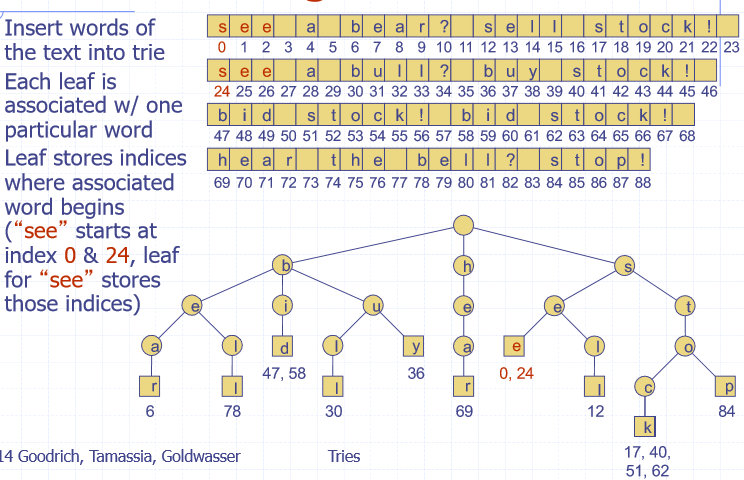 Insert words of
the text into trie
Each leaf is
associated w/ one
particular word
Leaf stores indices
where associated
word begins
(“see” starts at
index 0 & 24, leaf
for “see” stores
those indices)
s e e a b e a r ? s e l l s t o c k !
0 1 2 3 4 5 6 7 8 9 10 11 12 13 14 15 16 17 18 19 20 21 22 23
s e e a b u l l ? b u y s t o c k !
24 25 26 27 28 29 30 31 32 33 34 35 36 37 38 39 40 41 42 43 44 45 46
b i d s t o c k ! b i d s t o c k !
47 48 49 50 51 52 53 54 55 56 57 58 59 60 61 62 63 64 65 66 67 68
h e a r t h e b e l l ? s t o p !
69 70 71 72 73 74 75 76 77 78 79 80 81 82 83 84 85 86 87 88
b h s
e i u e e t
a l d l y a e l o
47, 58 36 0, 24
r l l r l c p
6 78 30 69 12 84
k
17, 40,
51, 62
14 Goodrich, Tamassia, Goldwasser Tries